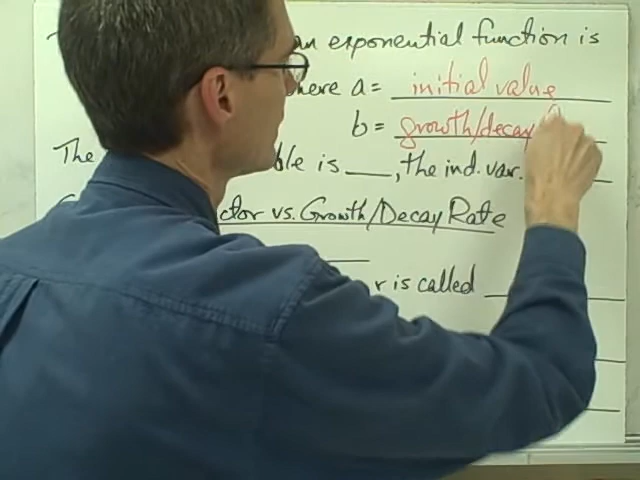 an exponential function is
here a = initial value
b = growth/decay
The ble is ___, the ind. var.
ctor vs. Growth/Decay Rate
r is called